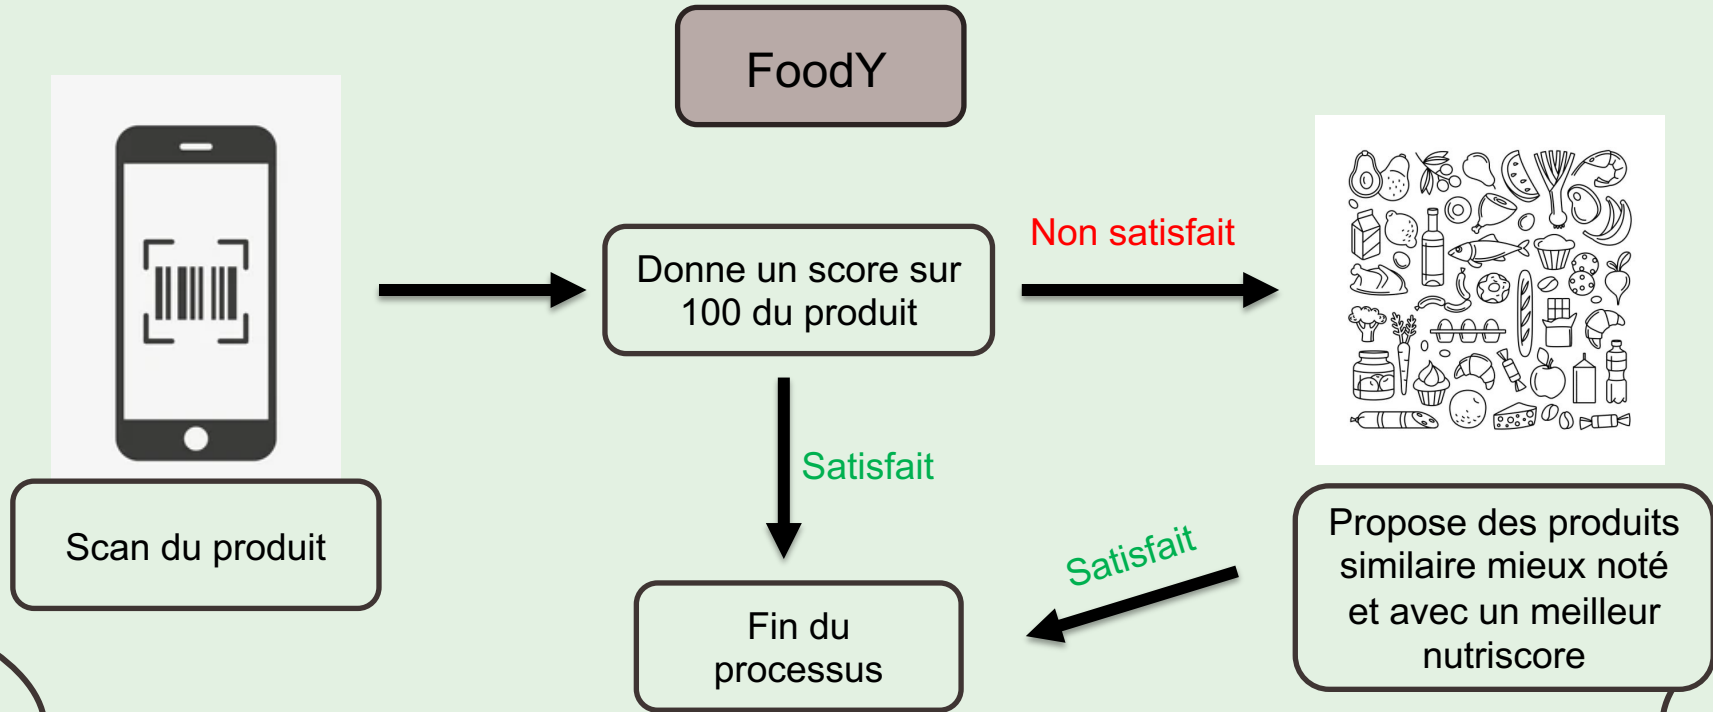 FoodY
Scan du produit
Donne un score sur
100 du produit
Non satisfait
Satisfait
Satisfait
Propose des produits
similaire mieux noté
et avec un meilleur
nutriscore
Fin du
processus